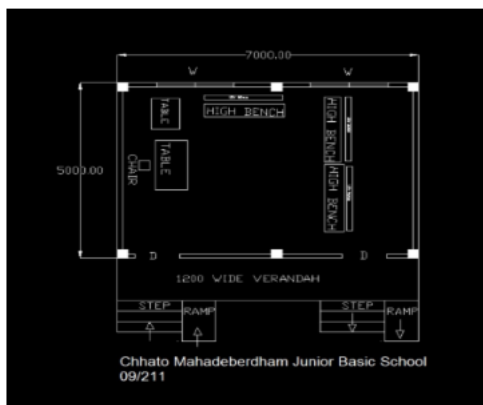 7000.00
W W
TABLE
HIGH BENCH
HIGH BENCH
5000.00
CHAIR
TABLE
HIGH BENCH
D D
1200 WIDE VERANDAH
STEP RAMP STEP RAMP
Chhato Mahadeberdham Junior Basic School
09/211